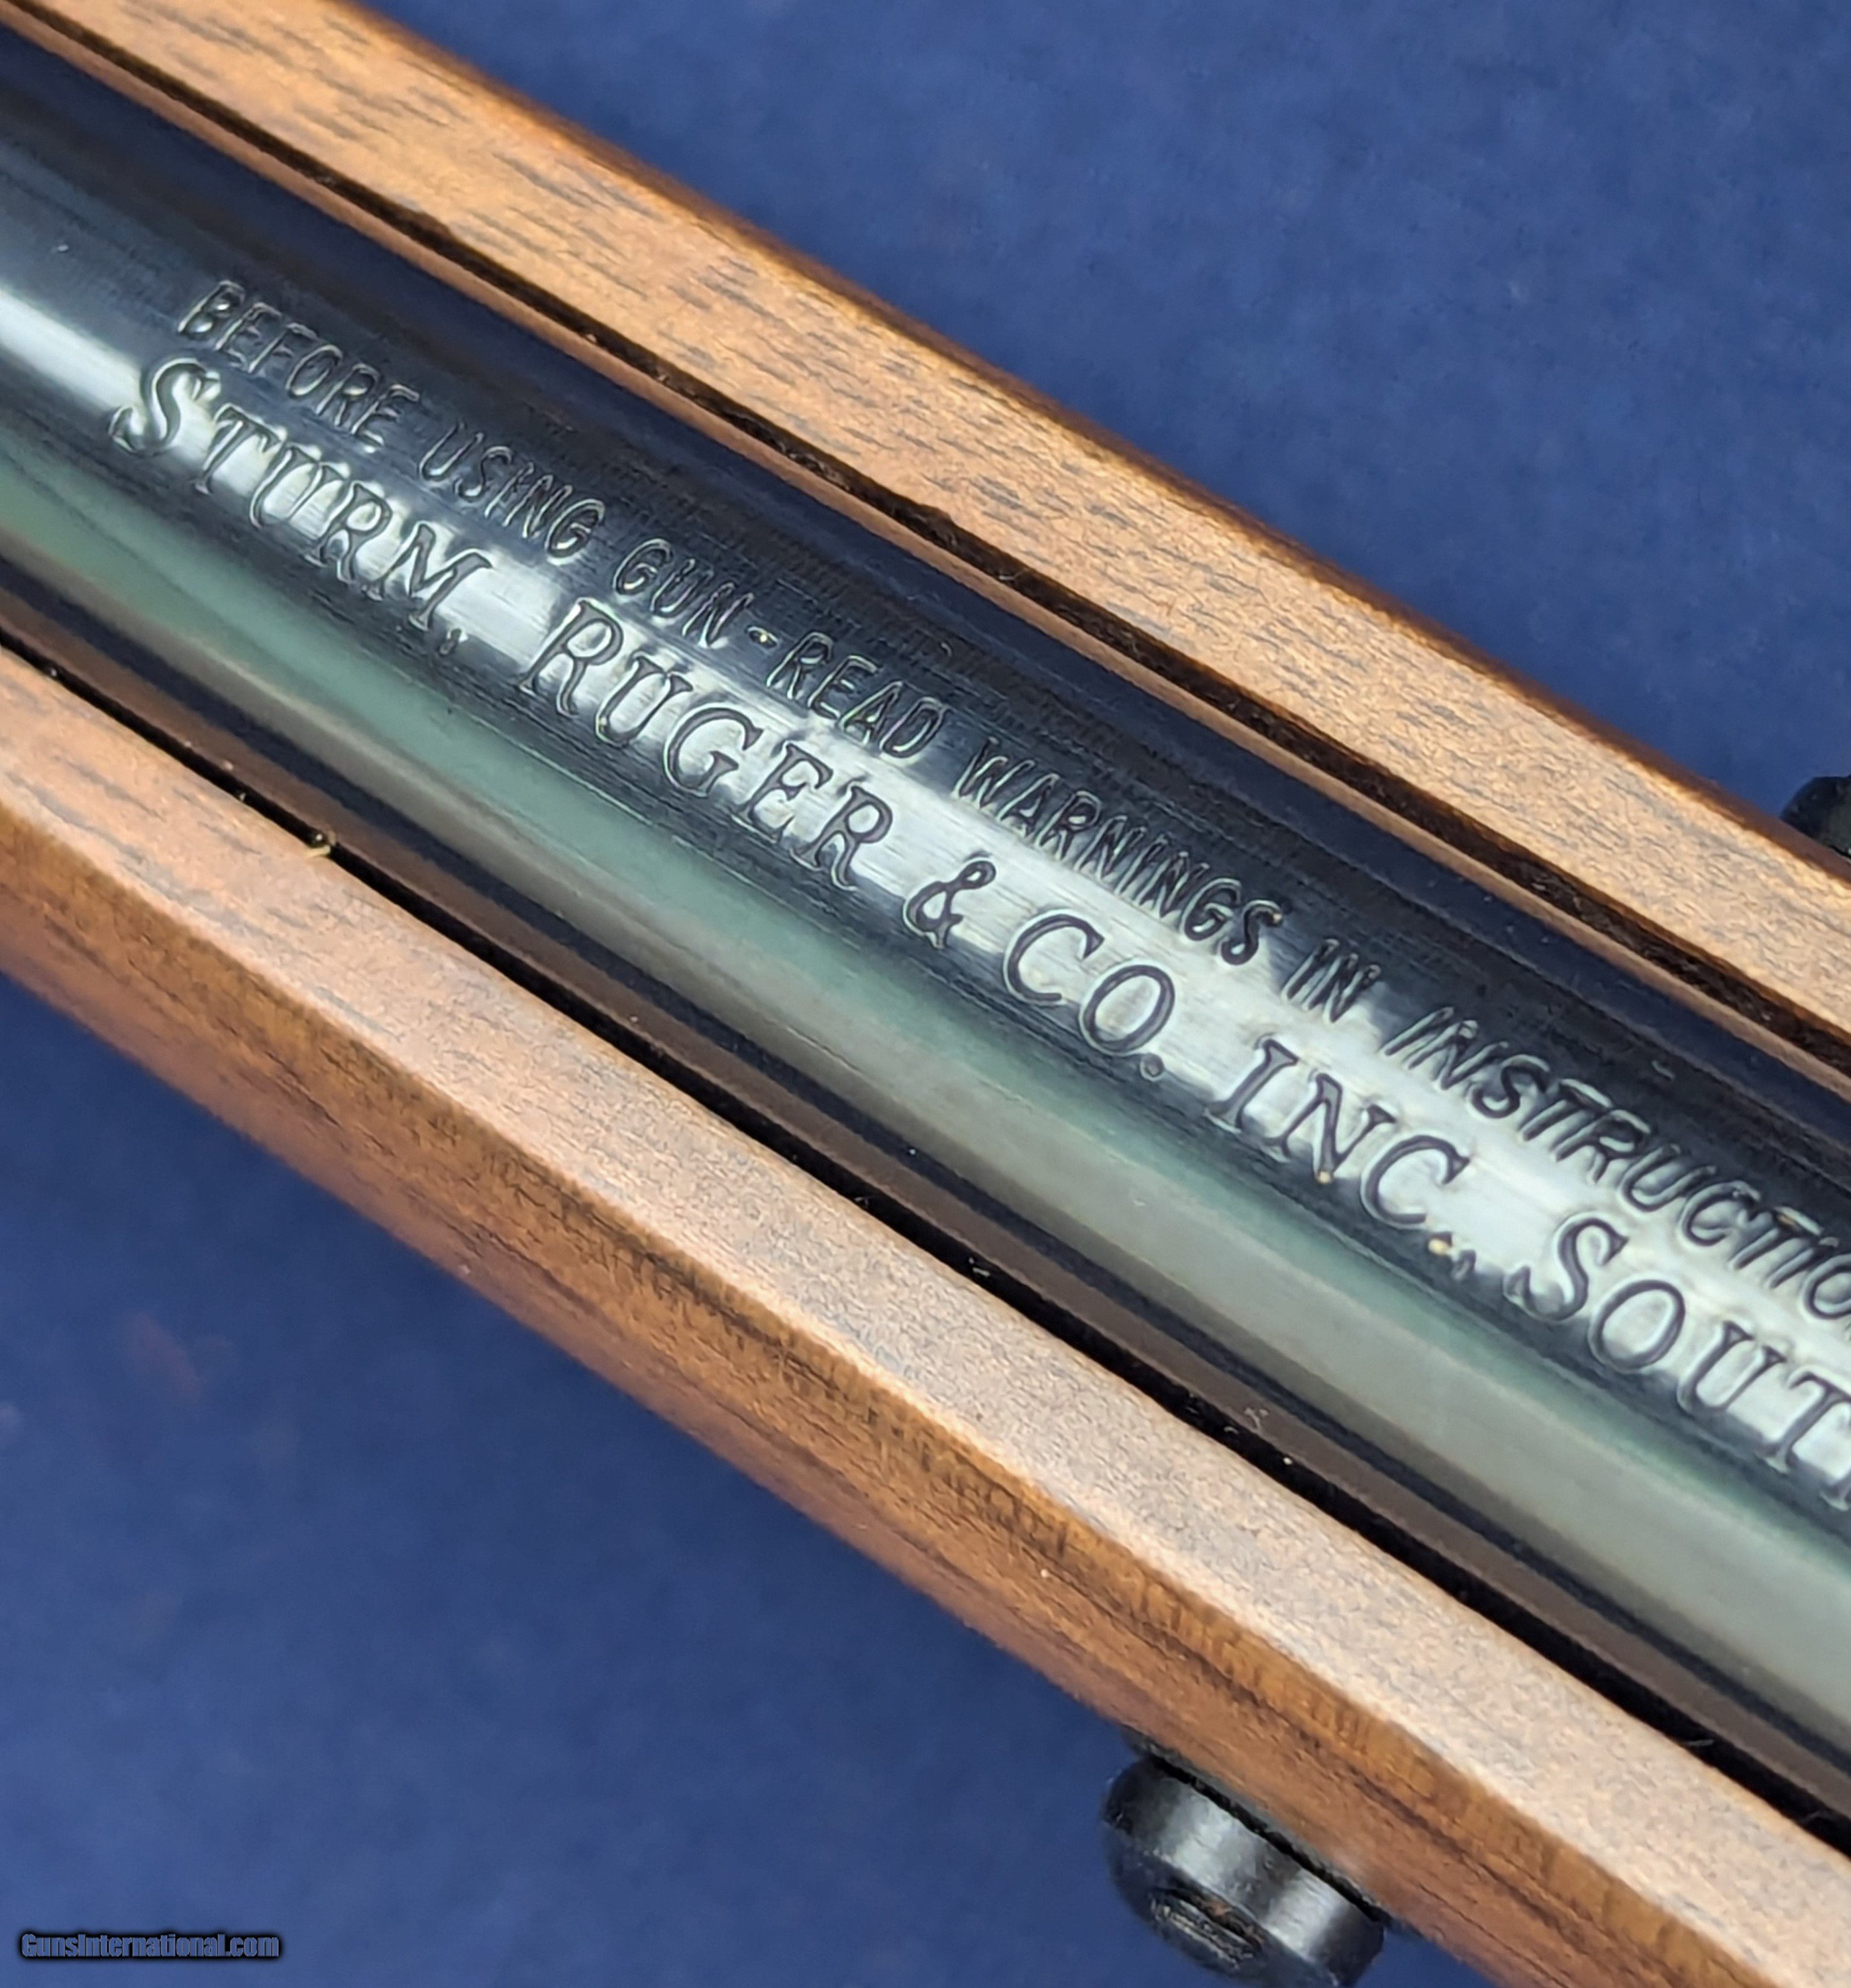 BEFORE USING GUN-READ WARNINGS IN INSTRUCTIO
STURM, RUGER & CO. INC., SOUT
GunsInternational.com